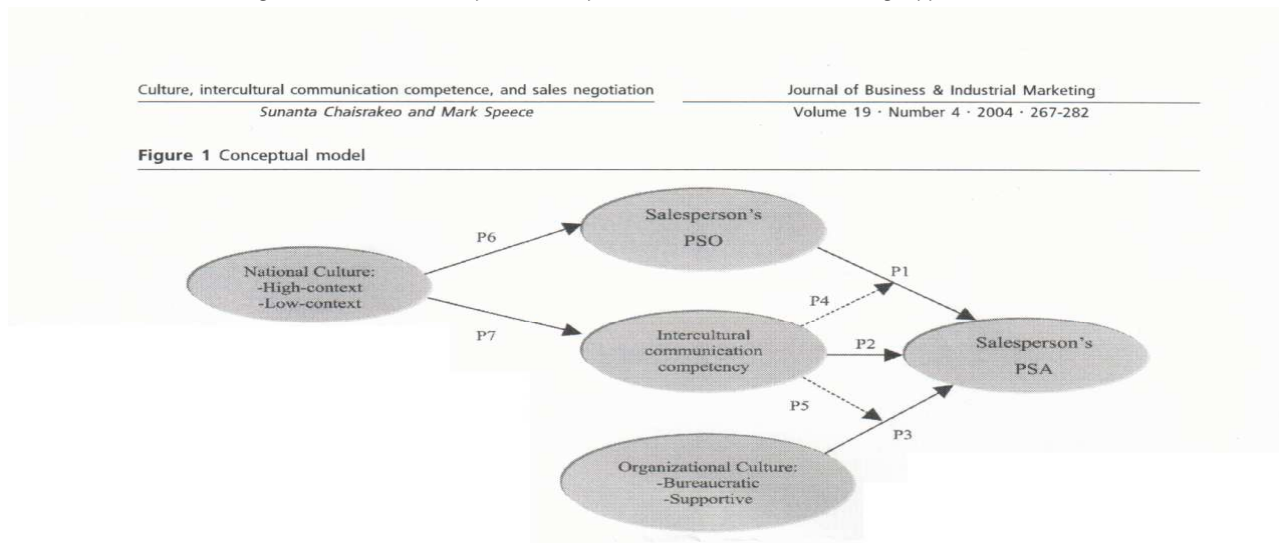 Culture, intercultural communication competence, and sales negotiation
Sunanta Chaisrakeo and Mark Speece
Journal of Business & Industrial Marketing
Volume 19 · Number 4 · 2004 · 267-282
Figure 1 Conceptual model
Salesperson's
PSO
P6
National Culture:
-High-context
-Low-context
P1
P4
P7
Intercultural
communication
competency
P2
Salesperson's
PSA
P5
P3
Organizational Culture:
-Bureaucratic
-Supportive